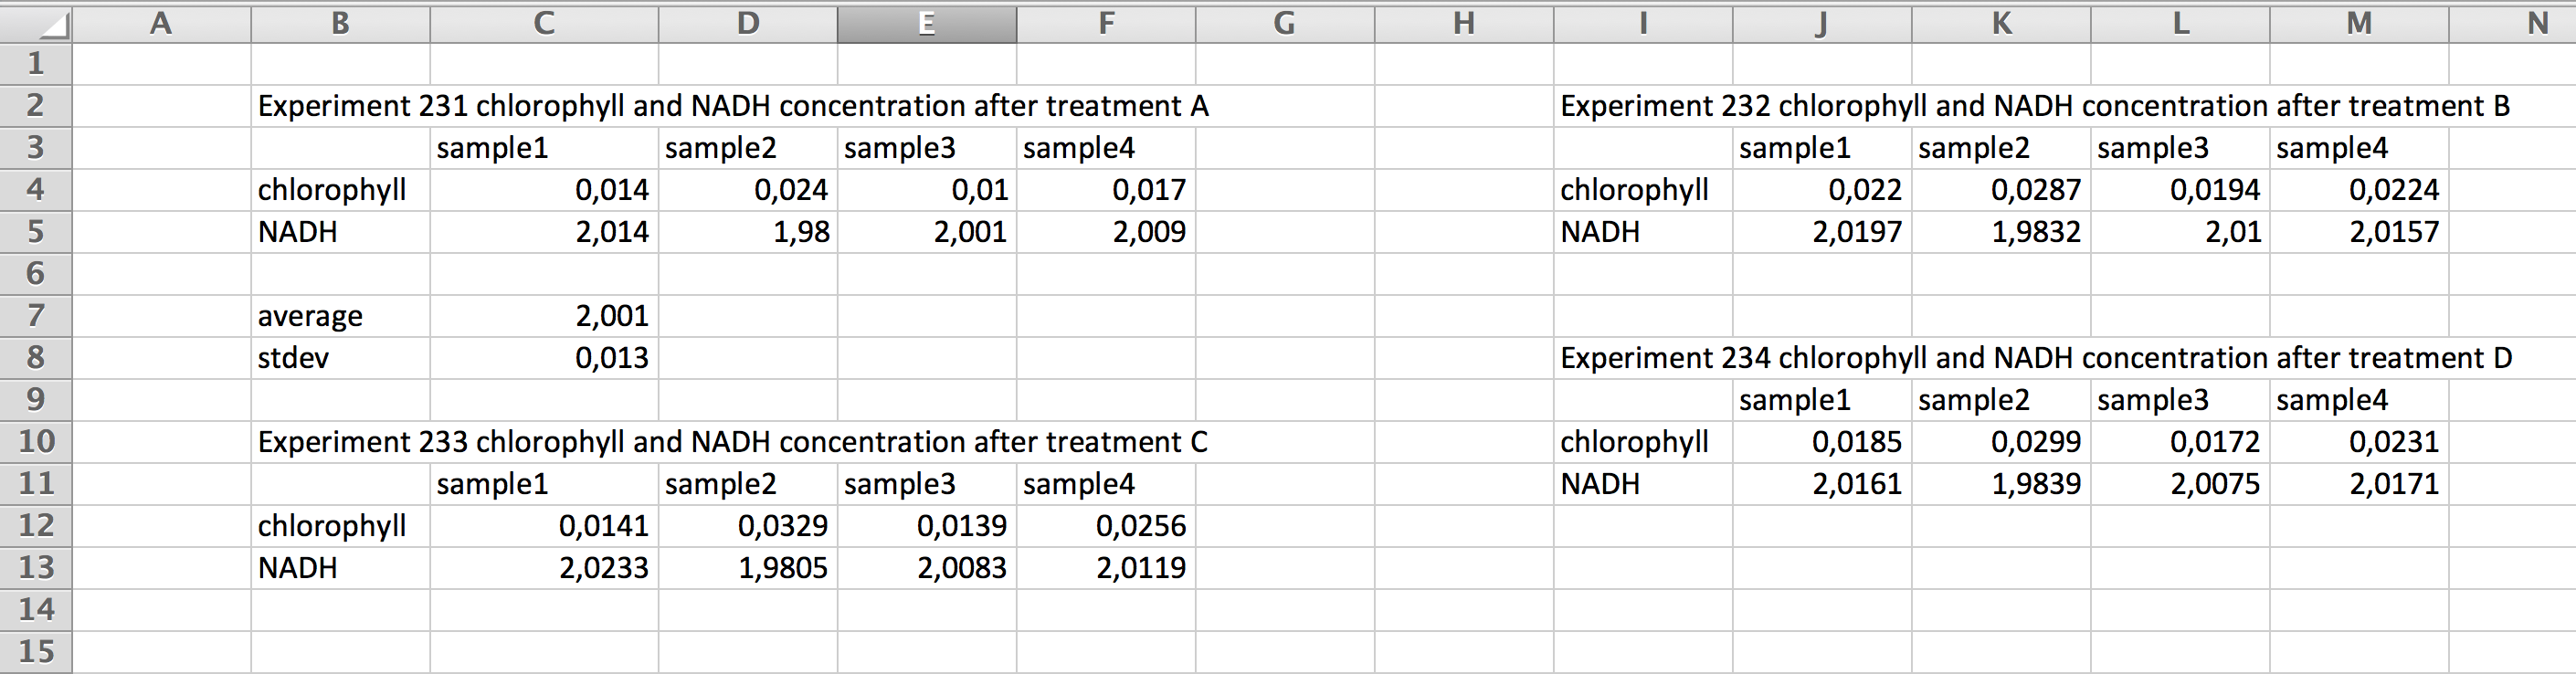 A B C D E F G H I J K L M N
1
2 Experiment 231 chlorophyll and NADH concentration after treatment A Experiment 232 chlorophyll and NADH concentration after treatment B
3 sample1 sample2 sample3 sample4 sample1 sample2 sample3 sample4
4 chlorophyll 0,014 0,024 0,01 0,017 chlorophyll 0,022 0,0287 0,0194 0,0224
5 NADH 2,014 1,98 2,001 2,009 NADH 2,0197 1,9832 2,01 2,0157
6
7 average 2,001
8 stdev 0,013 Experiment 234 chlorophyll and NADH concentration after treatment D
9 sample1 sample2 sample3 sample4
10 Experiment 233 chlorophyll and NADH concentration after treatment C chlorophyll 0,0185 0,0299 0,0172 0,0231
11 sample1 sample2 sample3 sample4 NADH 2,0161 1,9839 2,0075 2,0171
12 chlorophyll 0,0141 0,0329 0,0139 0,0256
13 NADH 2,0233 1,9805 2,0083 2,0119
14
15